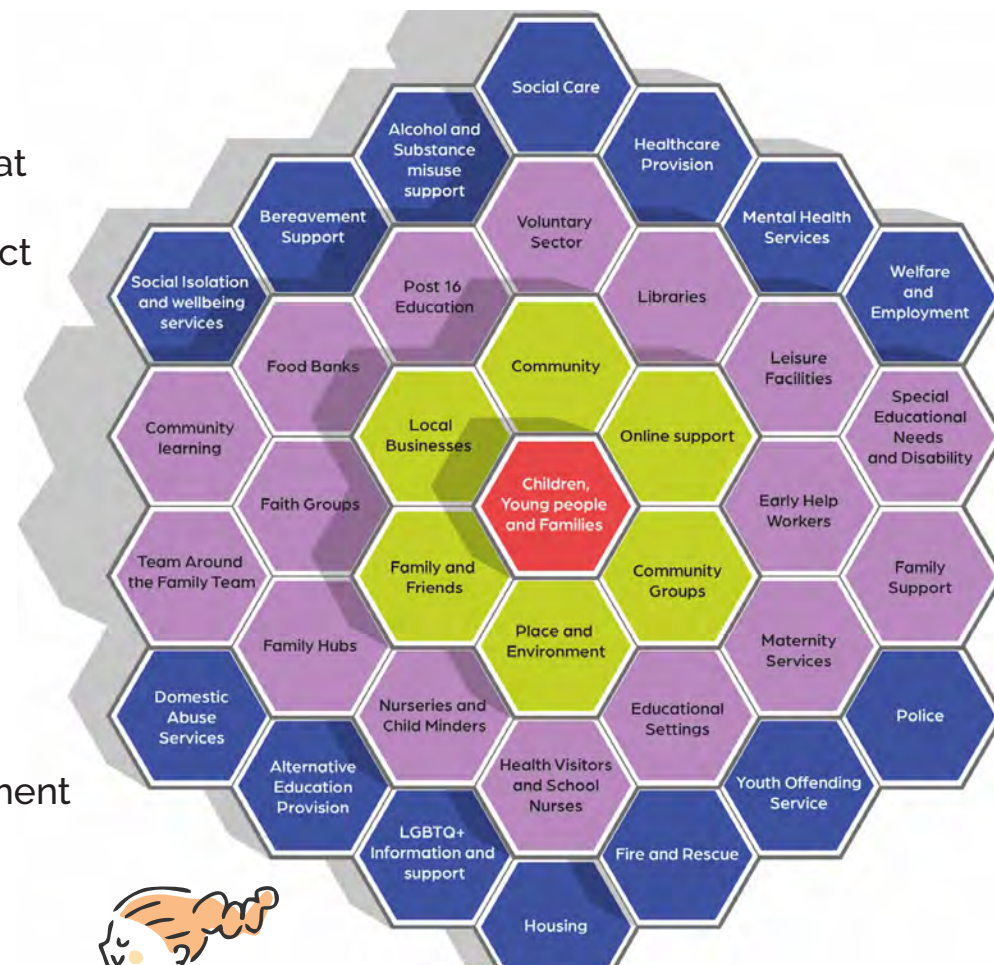 at
ct
ment
Social Care
Alcohol and
Substance
misuse
support
Healthcare
Provision
Bereavement
Support
Voluntary
Sector
Mental Health
Services
Social Isolation
and wellbeing
services
Post 16
Education
Libraries
Welfare
and
Employment
Food Banks
Community
Leisure
Facilities
Community
learning
Local
Businesses
Online support
Special
Educational
Needs
and Disability
Faith Groups
Children,
Young people
and Families
Early Help
Workers
Team Around
the Family Team
Family and
Friends
Community
Groups
Family
Support
Family Hubs
Place and
Environment
Maternity
Services
Domestic
Abuse
Services
Nurseries and
Child Minders
Educational
Settings
Police
Alternative
Education
Provision
Health Visitors
and School
Nurses
Youth Offending
Service
LGBTQ+
Information and
support
Fire and Rescue
Housing